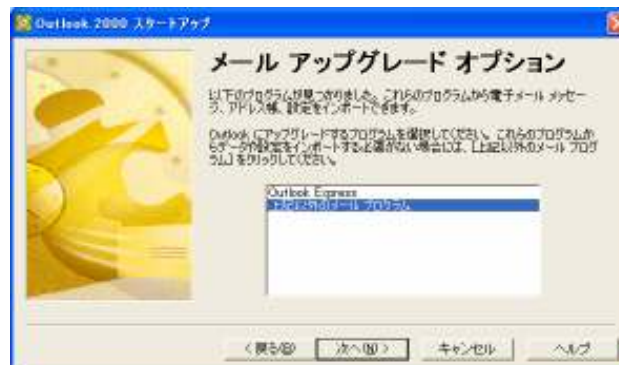 Outlook 2000 スタートアップ
メール アップグレード オプション
以下のプログラムが見つかりました。これらのプログラムから電子メール メッセー
ジ、アドレス帳、設定をインポートできます。
Outlook にアップグレードするプログラムを選択してください。これらのプログラムか
らデータや設定をインポートする必要がない場合には、[上記以外のメール プログ
ラム] をクリックしてください。
Outlook Express
上記以外のメール プログラム
< 戻る(B)
次へ(N) >
キャンセル
ヘルプ